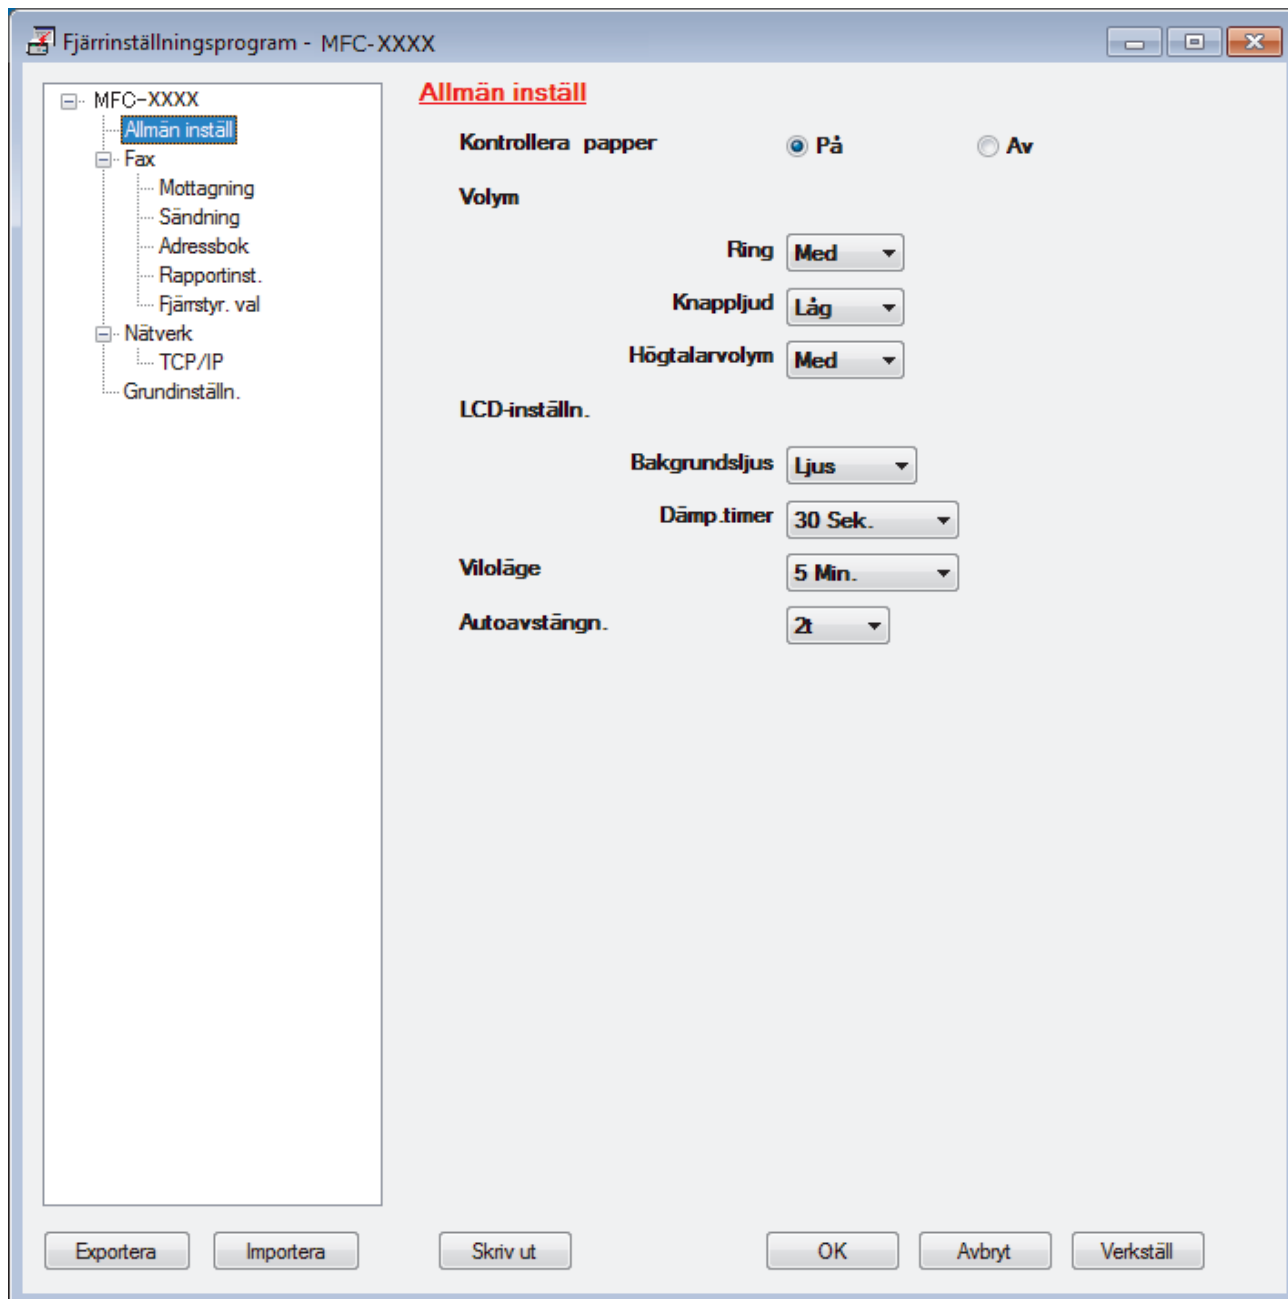 Fjärrinställningsprogram - MFC-XXXX
MFC-XXXX
Allmän inställ
Fax
Mottagning
Sändning
Adressbok
Rapportinst.
Fjärrstyr. val
Nätverk
TCP/IP
Grundinställn.
Allmän inställ
Kontrollera papper På Av
Volym
Ring Med
Knappljud Låg
Högtalarvolym Med
LCD-inställn.
Bakgrundsljus Ljus
Dämp.timer 30 Sek.
Viloläge 5 Min.
Autoavstängn. 2t
Exportera Importera Skriv ut OK Avbryt Verkställ